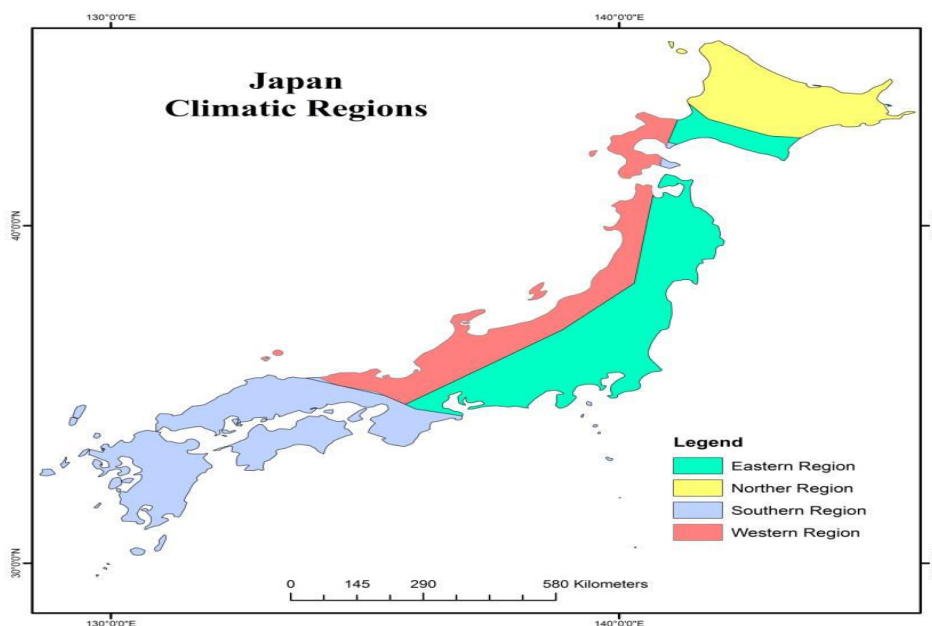 130°0'0"E
140°0'0"E
Japan
Climatic Regions
40°0'0"N
30°0'0"N
Legend
Eastern Region
Norther Region
Southern Region
Western Region
0 145 290 580 Kilometers
130°0'0"E
140°0'0"E